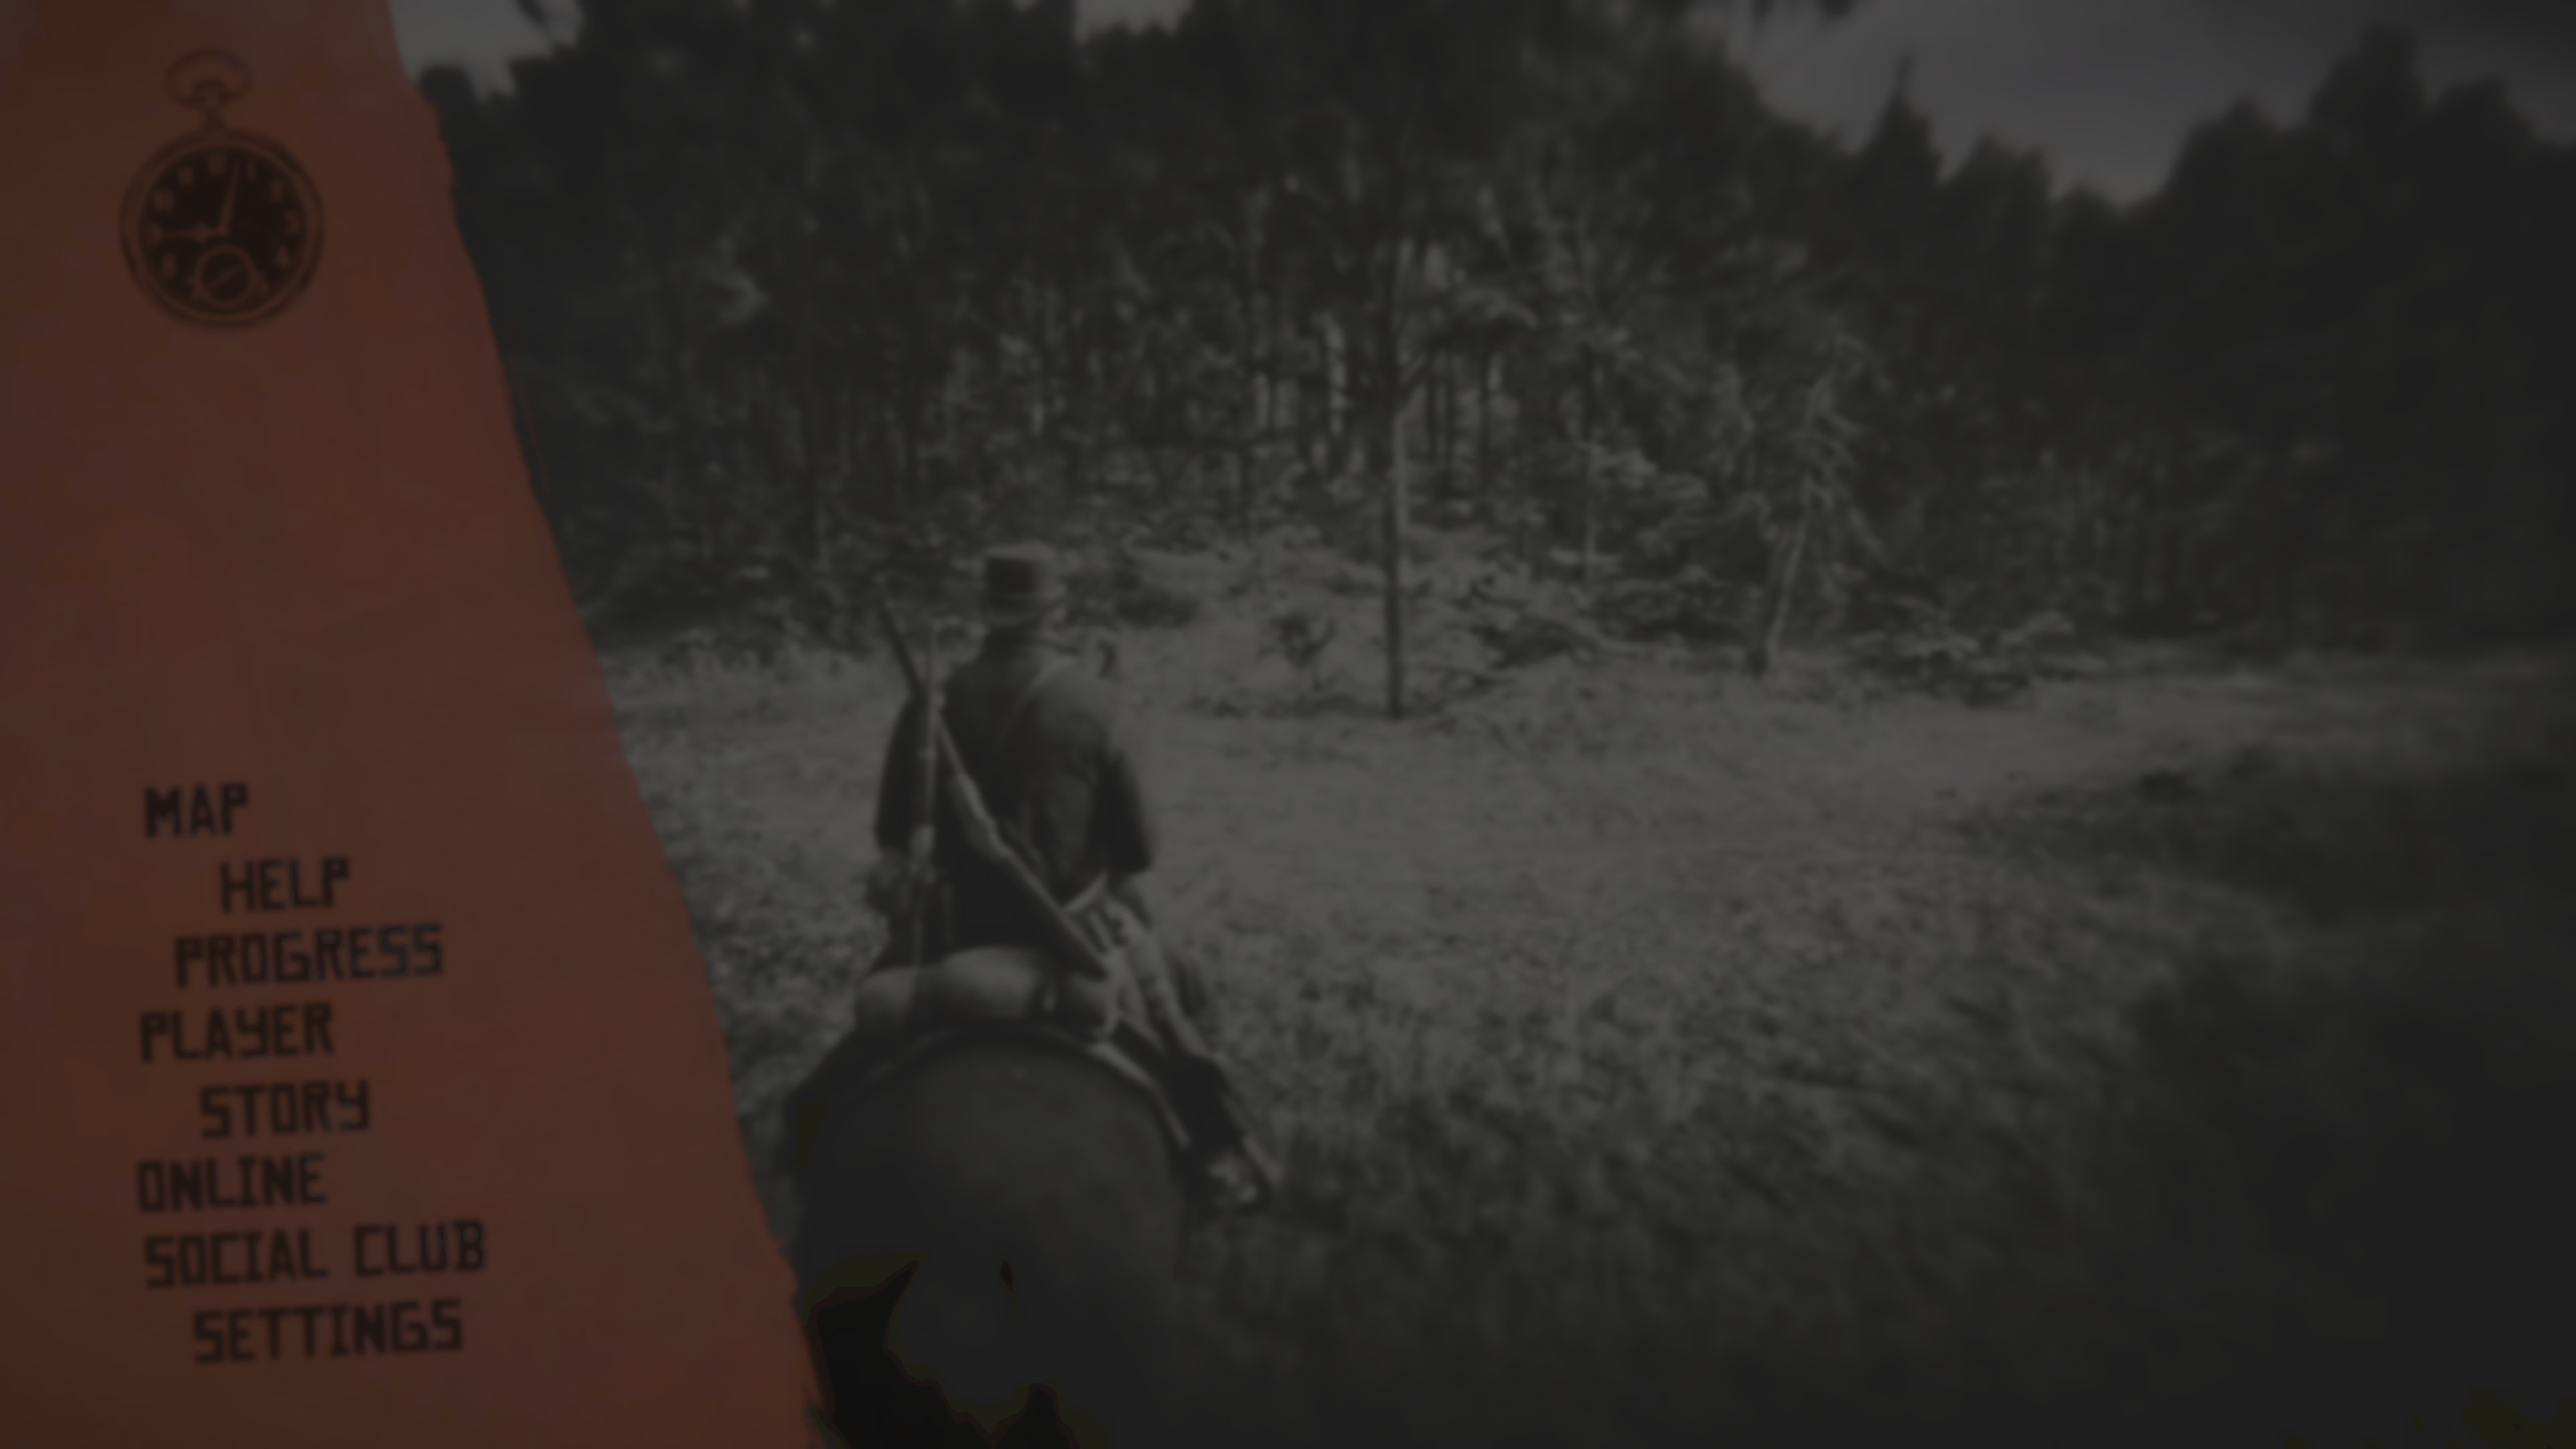 MAP
HELP
PROGRESS
PLAYER
STORY
ONLINE
SOCIAL CLUB
SETTINGS